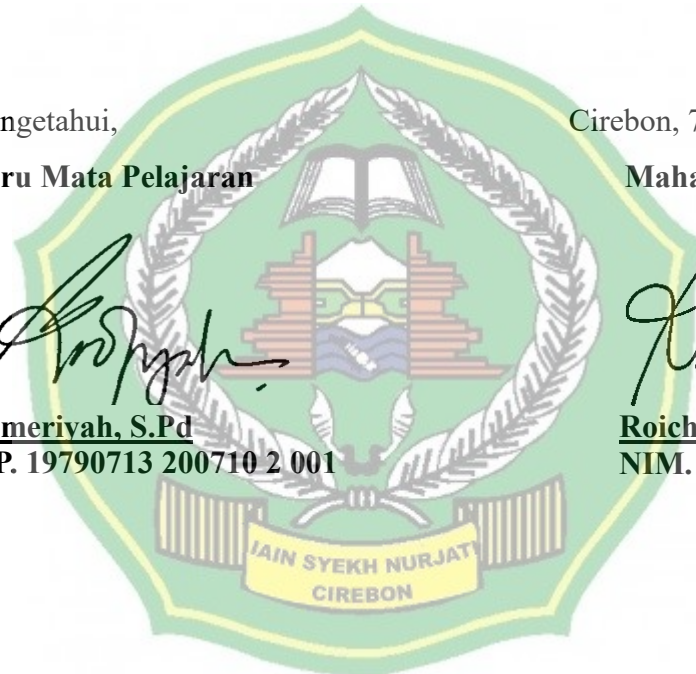 ngetahui,
Cirebon, 7
ru Mata Pelajaran
Maha
meriyah, S.Pd
Roich
P. 19790713 200710 2 001
NIM.
IAIN SYEKH NURJATI
CIREBON